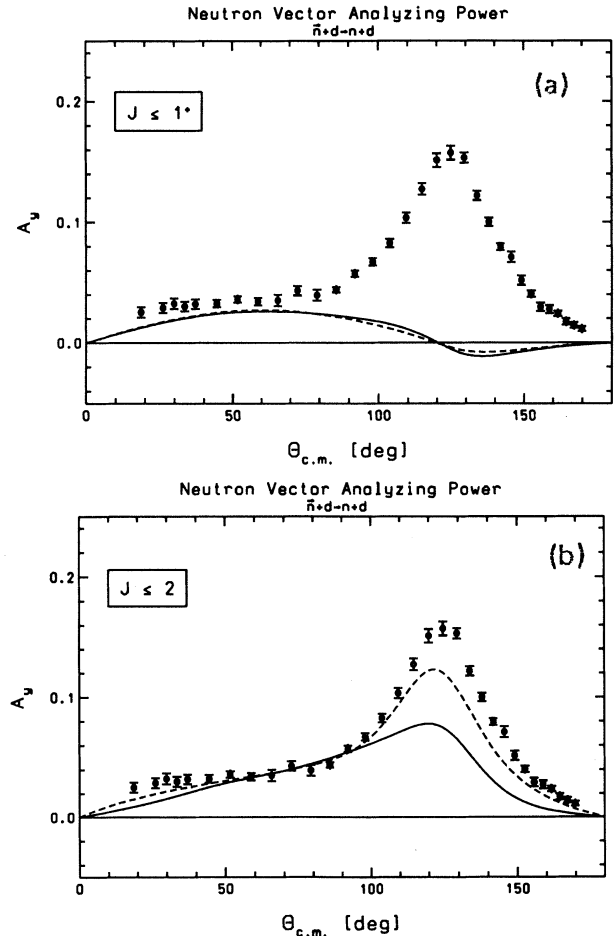 Neutron Vector Analyzing Power
n⃗+d→n+d
(a)
J ≤ 1⁺
0.2
0.1
0.0
A_y
0 50 100 150
Θ_c.m. [deg]
Neutron Vector Analyzing Power
n⃗+d→n+d
(b)
J ≤ 2
0.2
0.1
0.0
A_y
0 50 100 150
Θ_c.m. [deg]